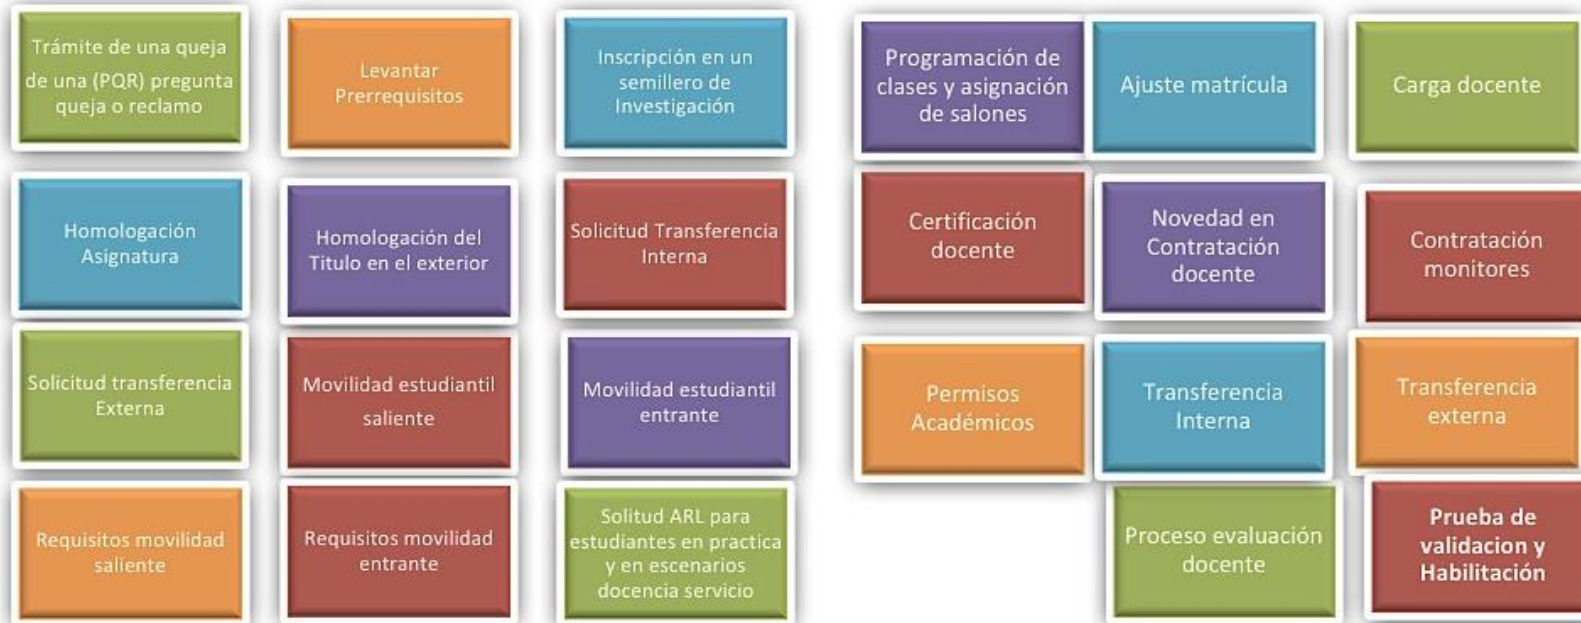 Trámite de una queja
de una (PQR) pregunta
queja o reclamo
Levantar
Prerrequisitos
Inscripción en un
semillero de
Investigación
Homologación
Asignatura
Homologación del
Titulo en el exterior
Solicitud Transferencia
Interna
Solicitud transferencia
Externa
Movilidad estudiantil
saliente
Movilidad estudiantil
entrante
Requisitos movilidad
saliente
Requisitos movilidad
entrante
Solitud ARL para
estudiantes en practica
y en escenarios
docencia servicio
Programación de
clases y asignación
de salones
Ajuste matrícula
Carga docente
Certificación
docente
Novedad en
Contratación
docente
Contratación
monitores
Permisos
Académicos
Transferencia
Interna
Transferencia
externa
Proceso evaluación
docente
Prueba de
validacion y
Habilitación